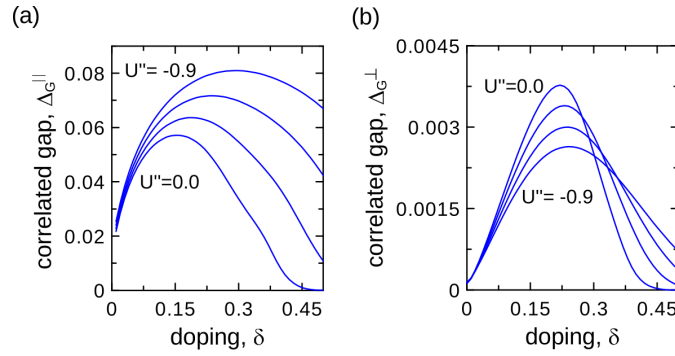 (a)
correlated gap, Δ_G^||
0.08
0.06
0.04
0.02
0
U"= -0.9
U"=0.0
0
0.15
0.3
0.45
doping, δ
(b)
correlated gap, Δ_G^⊥
0.0045
0.003
0.0015
0
U"=0.0
U"= -0.9
0
0.15
0.3
0.45
doping, δ